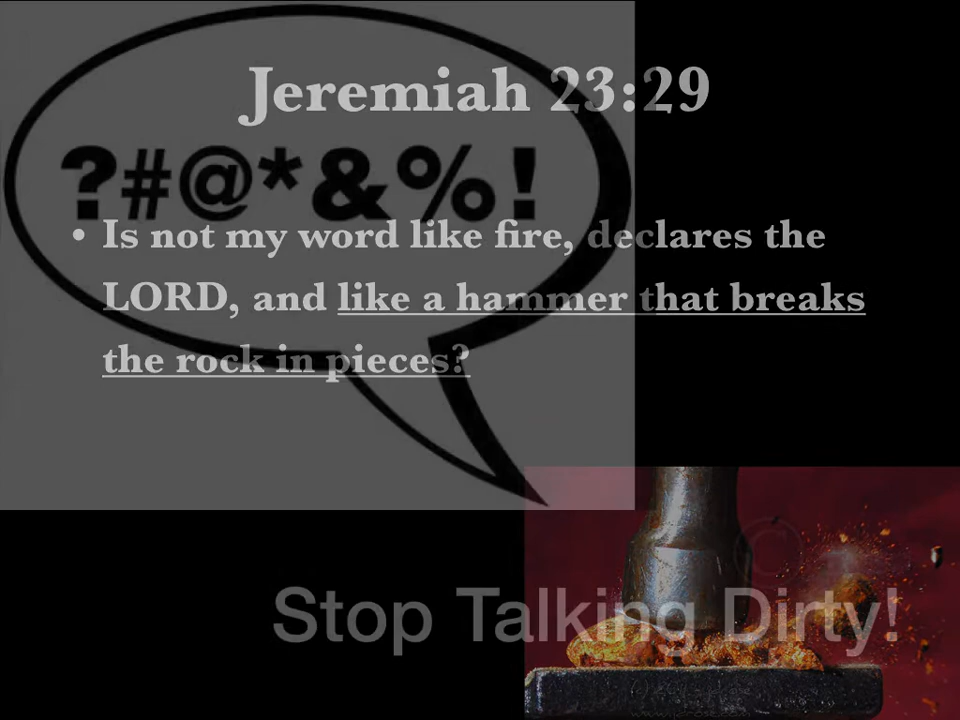 Jeremiah 23:29
?#@*&%!
• Is not my word like fire, declares the
LORD, and like a hammer that breaks
the rock in pieces?
Stop Talking Dirty!